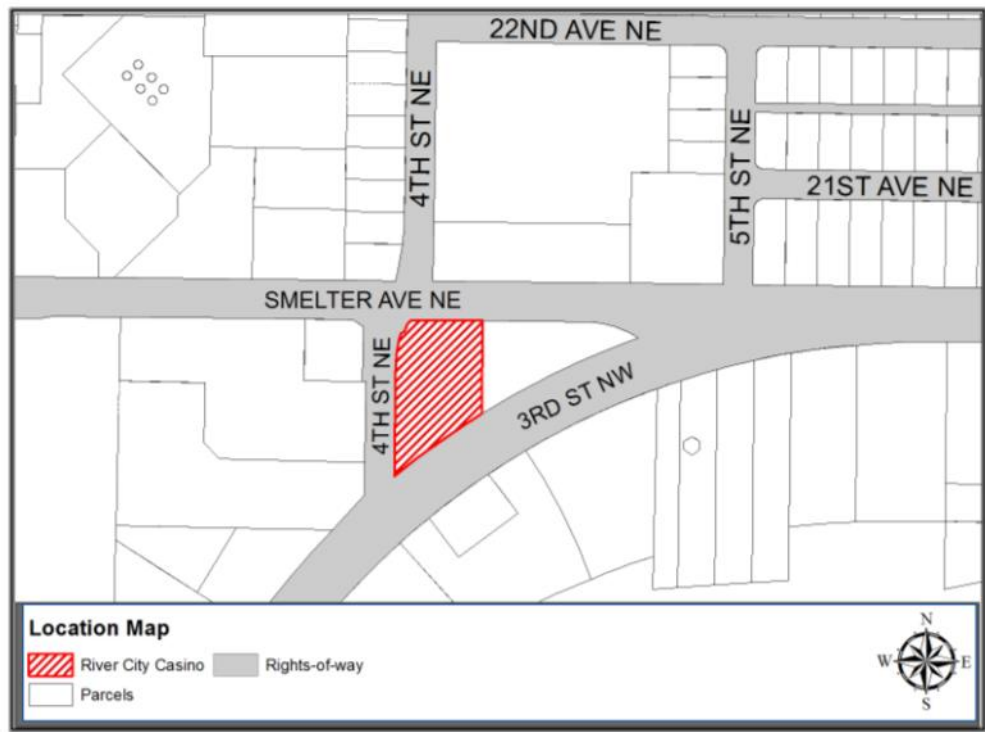 22ND AVE NE
4TH ST NE
5TH ST NE
21ST AVE NE
SMELTER AVE NE
4TH ST NE
3RD ST NW
Location Map
River City Casino
Rights-of-way
Parcels
N
W
E
S